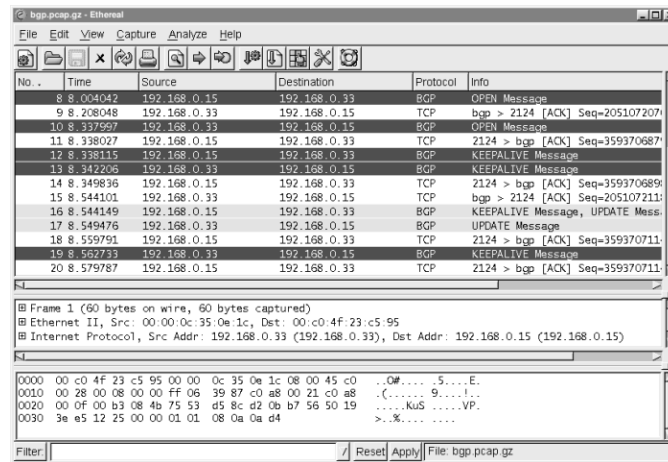 bgp.pcap.gz - Ethereal
File Edit View Capture Analyze Help
No. . Time Source Destination Protocol Info
8 8.004042 192.168.0.15 192.168.0.33 BGP OPEN Message
9 8.208048 192.168.0.33 192.168.0.15 TCP bgp > 2124 [ACK] Seq=205107207
10 8.337997 192.168.0.33 192.168.0.15 BGP OPEN Message
11 8.338027 192.168.0.15 192.168.0.33 TCP 2124 > bgp [ACK] Seq=359370687
12 8.338115 192.168.0.15 192.168.0.33 BGP KEEPALIVE Message
13 8.342206 192.168.0.33 192.168.0.15 BGP KEEPALIVE Message
14 8.349836 192.168.0.15 192.168.0.33 TCP 2124 > bgp [ACK] Seq=359370689
15 8.544101 192.168.0.33 192.168.0.15 TCP bgp > 2124 [ACK] Seq=205107211
16 8.544149 192.168.0.15 192.168.0.33 BGP KEEPALIVE Message, UPDATE Mess
17 8.549476 192.168.0.33 192.168.0.15 BGP UPDATE Message
18 8.559791 192.168.0.15 192.168.0.33 TCP 2124 > bgp [ACK] Seq=359370711
19 8.562733 192.168.0.33 192.168.0.15 BGP KEEPALIVE Message
20 8.579787 192.168.0.15 192.168.0.33 TCP 2124 > bgp [ACK] Seq=359370711
Frame 1 (60 bytes on wire, 60 bytes captured)
Ethernet II, Src: 00:00:0c:35:0e:1c, Dst: 00:c0:4f:23:c5:95
Internet Protocol, Src Addr: 192.168.0.33 (192.168.0.33), Dst Addr: 192.168.0.15 (192.168.0.15)
0000 00 c0 4f 23 c5 95 00 00 0c 35 0e 1c 08 00 45 c0 ..O#.... .5....E.
0010 00 28 00 08 00 00 ff 06 39 87 c0 a8 00 21 c0 a8 .(...... 9....!..
0020 00 0f 00 b3 08 4b 75 53 d5 8c d2 0b b7 56 50 19 .....KuS .....VP.
0030 3e e5 12 25 00 00 01 01 08 0a 0a d4 >..%.... ....
Filter: / Reset Apply File: bgp.pcap.gz